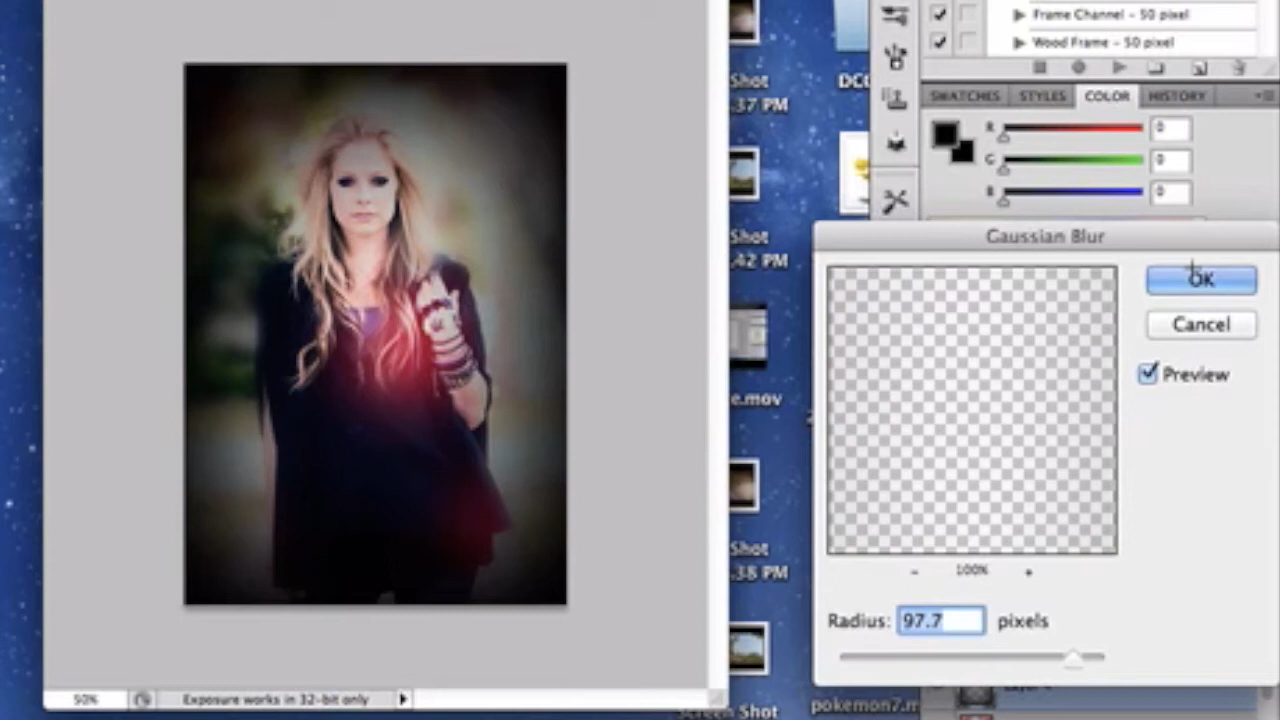 Frame Channel - 50 pixel
Wood Frame - 50 pixel
SWATCHES STYLES COLOR HISTORY
R 0
G 0
B 0
Shot
.37 PM
DCC
Shot
.42 PM
e.mov
Shot
.38 PM
Screen Shot
pokemon7.m
Gaussian Blur
OK
Cancel
Preview
100%
Radius: 97.7 pixels
50% Exposure works in 32-bit only